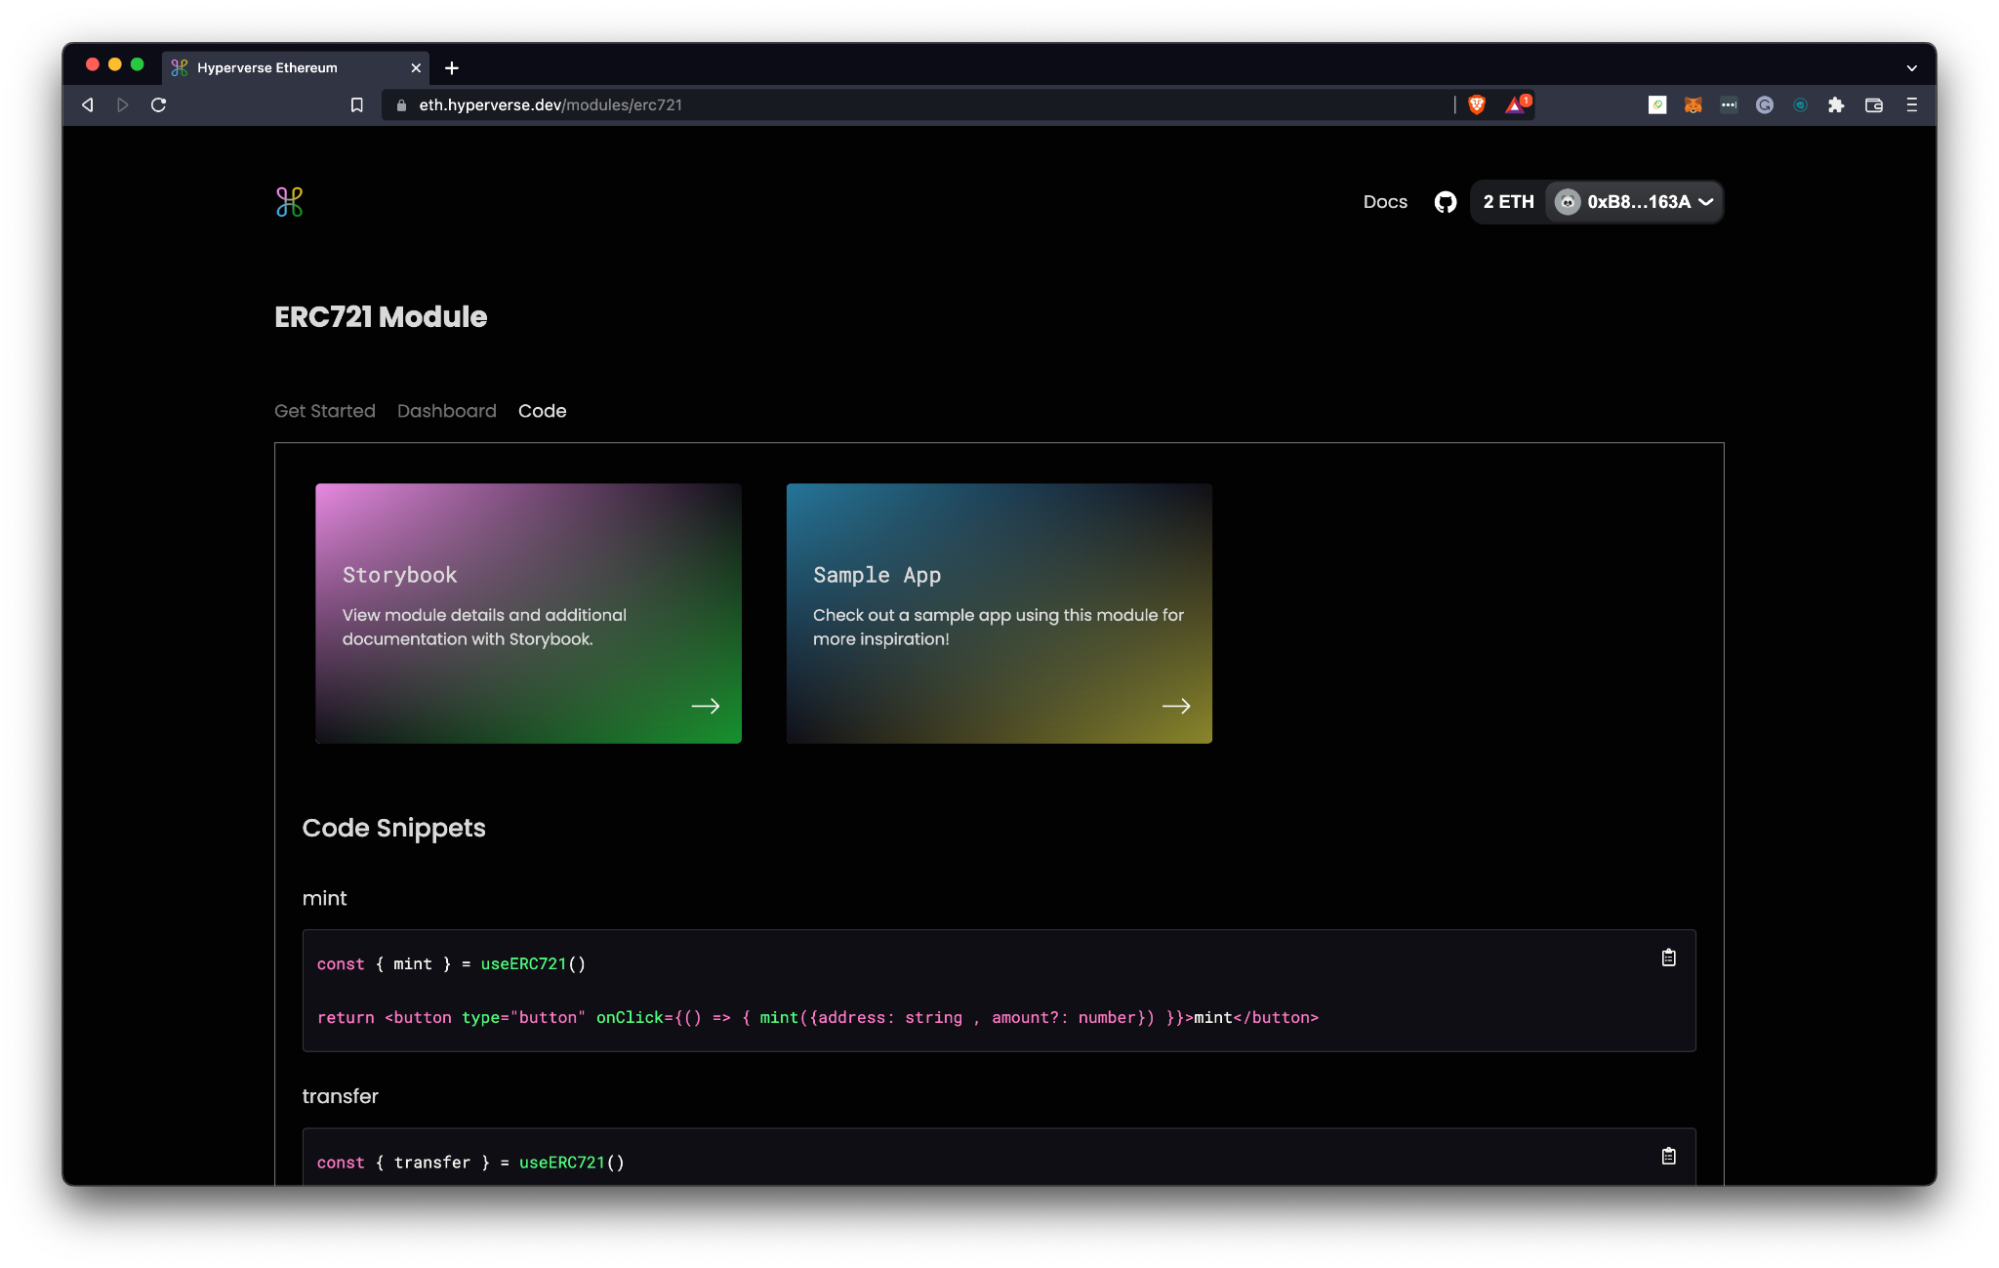 Hyperverse Ethereum
eth.hyperverse.dev/modules/erc721
1
Docs
2 ETH
0xB8...163A
ERC721 Module
Get Started Dashboard Code
Storybook
View module details and additional
documentation with Storybook.
Sample App
Check out a sample app using this module for
more inspiration!
Code Snippets
mint
const { mint } = useERC721()
return <button type="button" onClick={() => { mint({address: string , amount?: number}) }}>mint</button>
transfer
const { transfer } = useERC721()